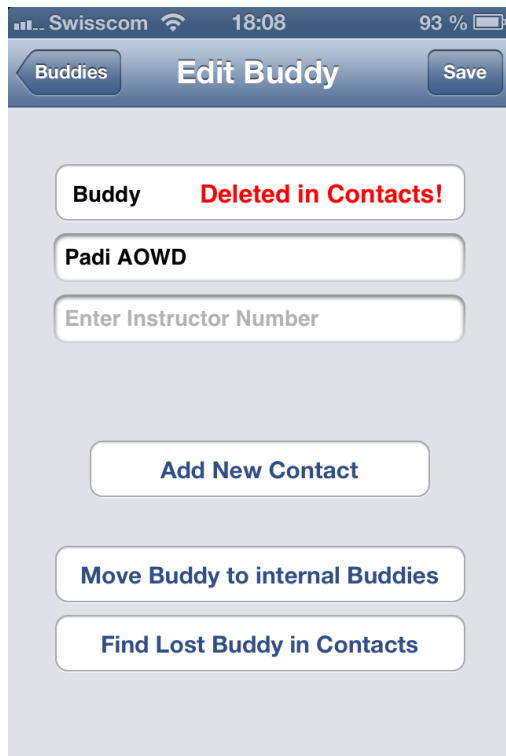 Swisscom 18:08 93 %
Buddies Edit Buddy Save
Buddy Deleted in Contacts!
Padi AOWD
Enter Instructor Number
Add New Contact
Move Buddy to internal Buddies
Find Lost Buddy in Contacts